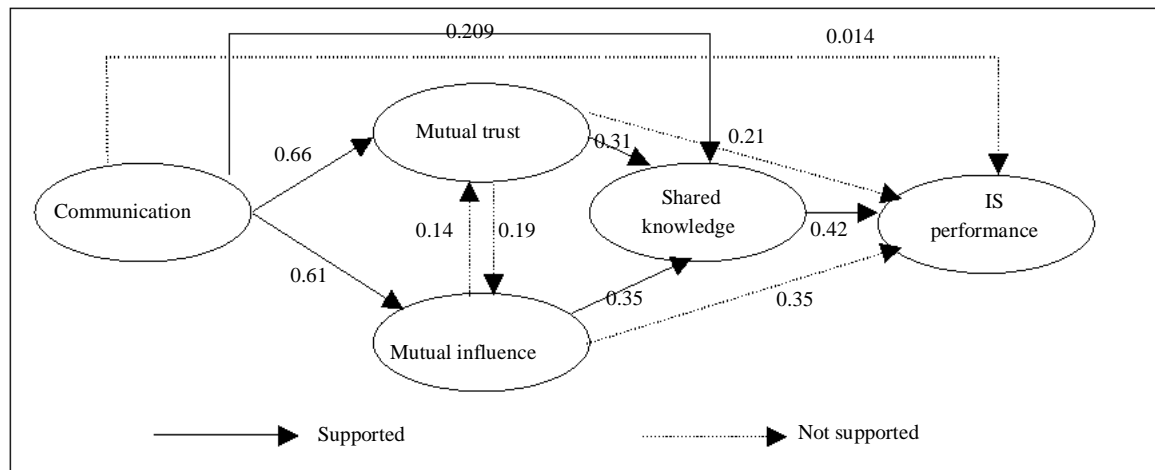 0.209
0.014
Mutual trust
0.31
0.21
0.66
Communication
Shared
knowledge
IS
performance
0.14
0.19
0.42
0.61
0.35
0.35
Mutual influence
Supported
Not supported